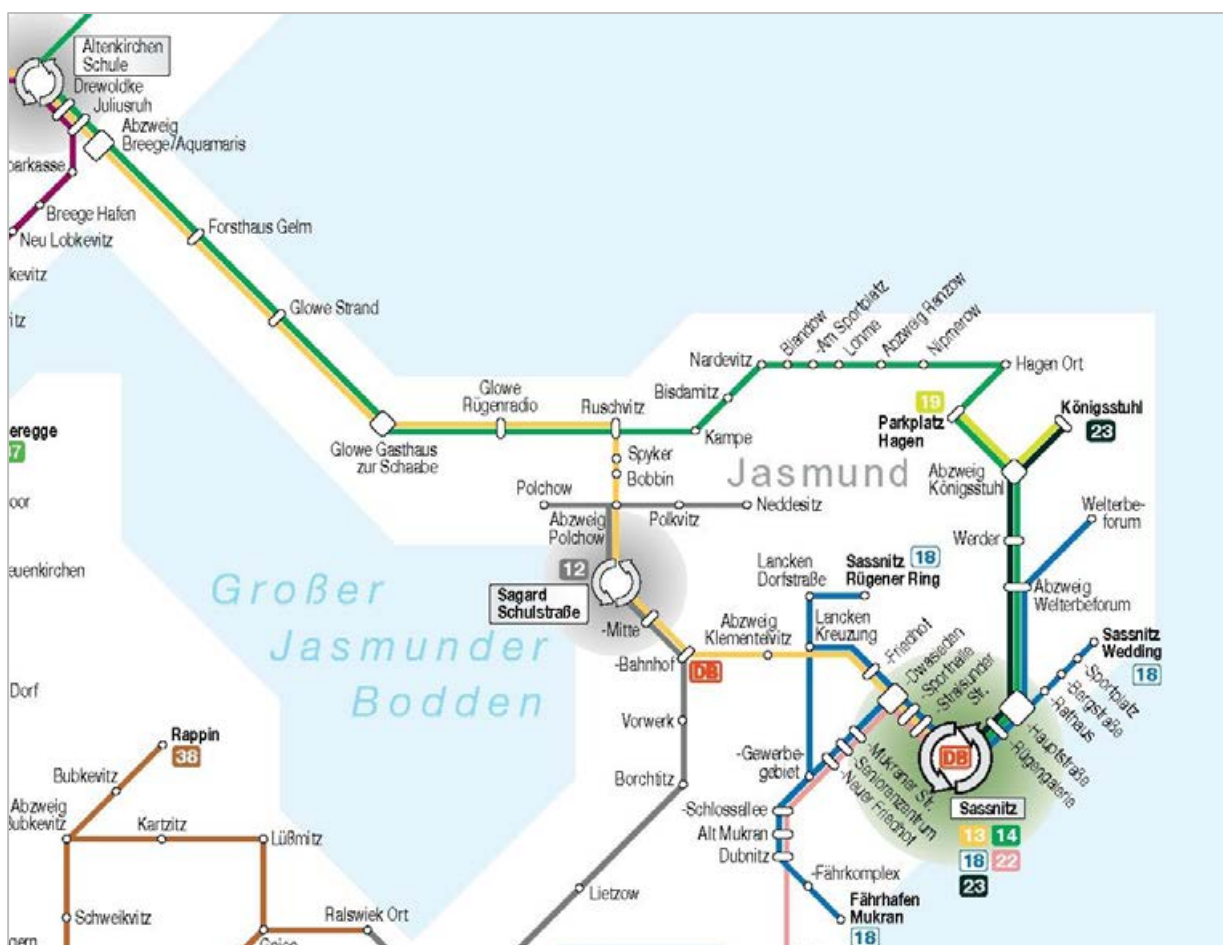 Altenkirchen
Schule
Drewoldke
Juliusruh
Abzweig
Breege/Aquamaris
Breege Hafen
Neu Lobkevitz
Forsthaus Gelm
Glowe Strand
Glowe
Rügenradio
Ruschvitz
Glowe Gasthaus
zur Schaabe
Spyker
Bobbin
Kampe
Bisdamitz
Nardevitz
Blandow
-Am Sportplatz
Lohme
Abzweig Ranzow
Nipmerow
Hagen Ort
19
Parkplatz
Hagen
Königsstuhl
23
Abzweig
Königsstuhl
Jasmund
Polchow
Abzweig
Polchow
Polkvitz
Neddesitz
12
Sagard
Schulstraße
-Mitte
-Bahnhof
DB
Werder
Welterbe-
forum
Abzweig
Welterbeforum
Lancken
Dorfstraße
Sassnitz
Rügener Ring
18
Lancken
Kreuzung
Abzweig
Klementelvitz
-Friedhof
-Dwasieden
-Sporthalle
-Stralsunder
Str.
Sassnitz
Wedding
18
-Sportplatz
-Bergstraße
-Rathaus
-Hauptstraße
-Rügengalerie
DB
Sassnitz
13 14
18 22
23
-Mukraner Str.
-Seniorenzentrum
-Neuer Friedhof
-Gewerbe-
gebiet
-Schlossallee
Alt Mukran
Dubnitz
-Fährkomplex
Fährhafen
Mukran
18
Vorwerk
Borchtitz
Lietzow
Großer
Jasmunder
Bodden
Rappin
38
Bubkevitz
Abzweig
Bubkevitz
Kartzitz
Lüßmitz
Schweikvitz
Ralswiek Ort
Dorf